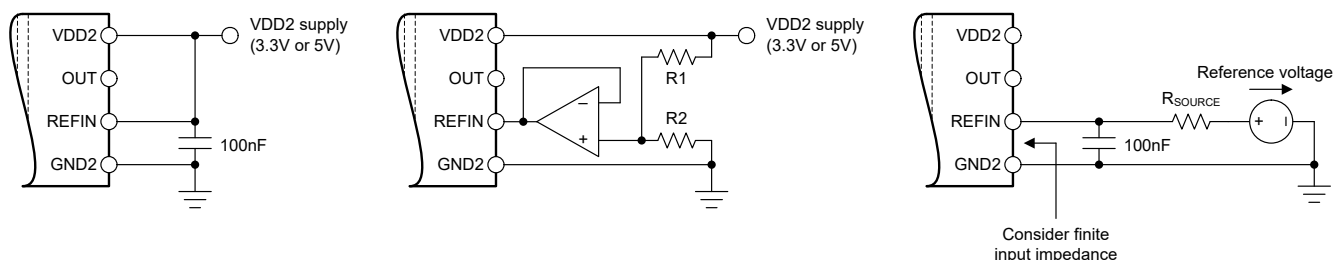 VDD2
OUT
REFIN
GND2
VDD2 supply
(3.3V or 5V)
100nF
VDD2
OUT
REFIN
GND2
−
+
R1
R2
VDD2 supply
(3.3V or 5V)
VDD2
OUT
REFIN
GND2
100nF
RSOURCE
Reference voltage
+
−
Consider finite
input impedance